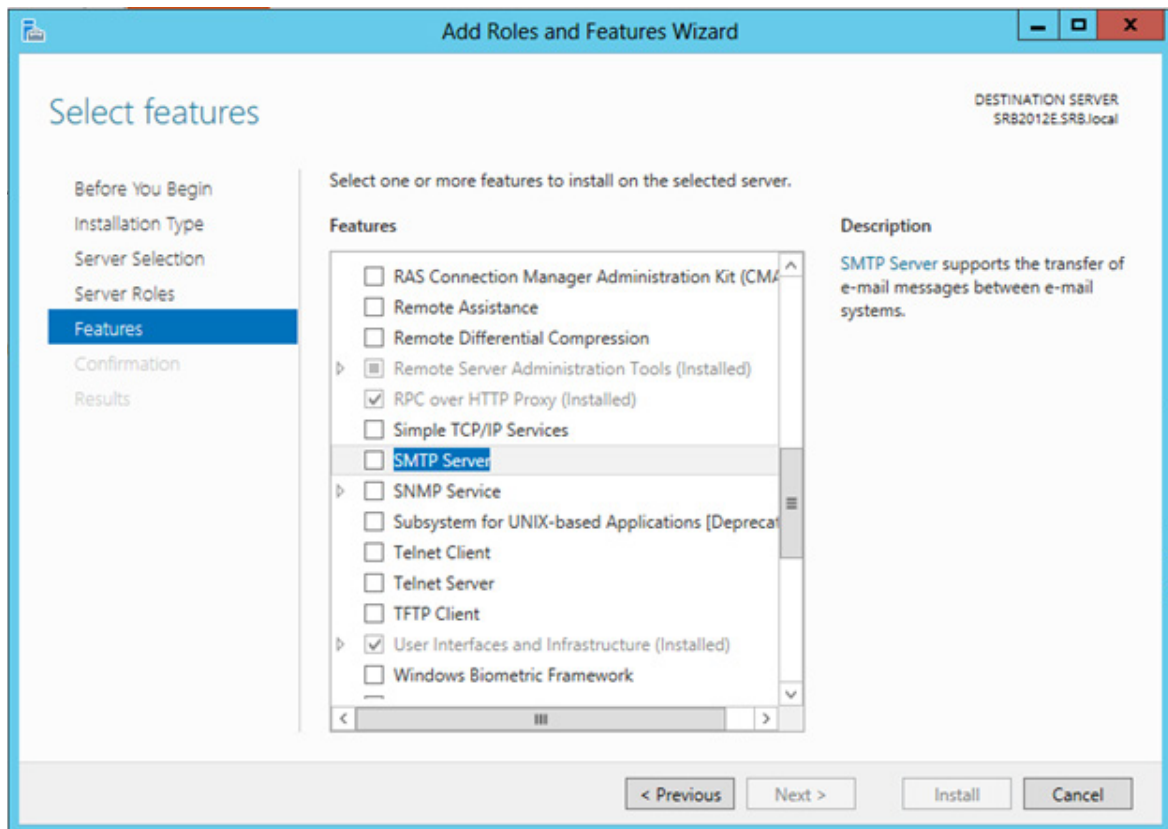 Add Roles and Features Wizard
Select features
DESTINATION SERVER
SRB2012E.SRB.local
Before You Begin
Installation Type
Server Selection
Server Roles
Features
Confirmation
Results
Select one or more features to install on the selected server.
Features
RAS Connection Manager Administration Kit (CMA
Remote Assistance
Remote Differential Compression
Remote Server Administration Tools (Installed)
RPC over HTTP Proxy (Installed)
Simple TCP/IP Services
SMTP Server
SNMP Service
Subsystem for UNIX-based Applications [Deprecat
Telnet Client
Telnet Server
TFTP Client
User Interfaces and Infrastructure (Installed)
Windows Biometric Framework
Description
SMTP Server supports the transfer of
e-mail messages between e-mail
systems.
< Previous
Next >
Install
Cancel